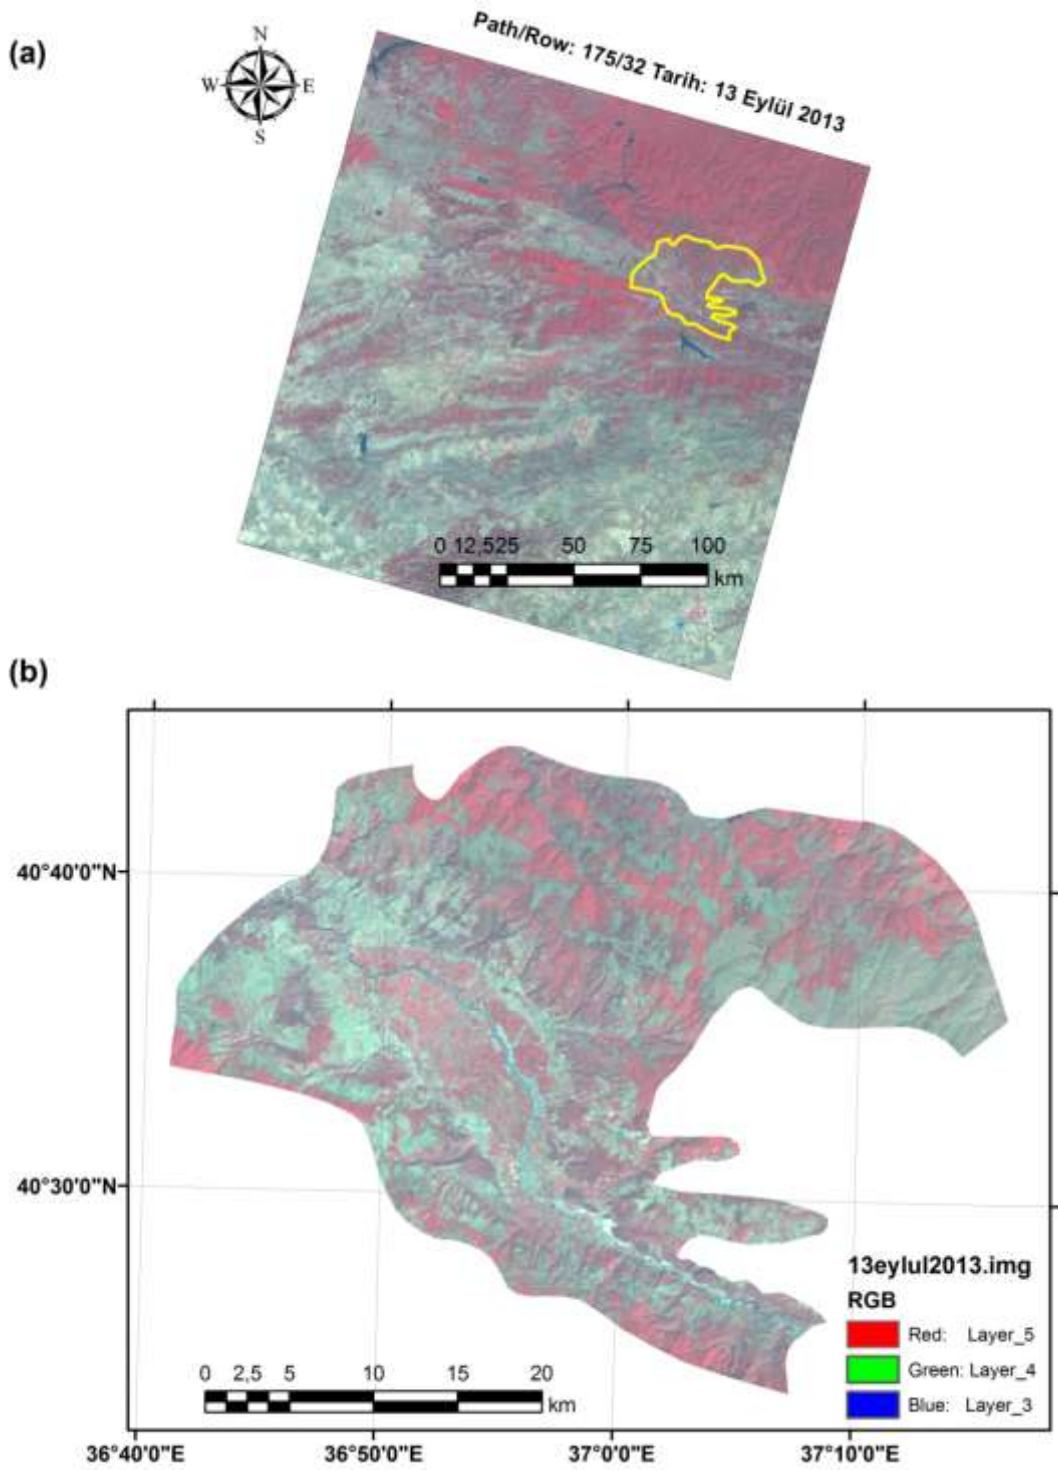 (a)
N
W E
S
Path/Row: 175/32 Tarih: 13 Eylül 2013
0 12,525 50 75 100
km
(b)
40°40'0"N
40°30'0"N
13eylul2013.img
RGB
Red: Layer_5
Green: Layer_4
Blue: Layer_3
0 2,5 5 10 15 20
km
36°40'0"E 36°50'0"E 37°0'0"E 37°10'0"E